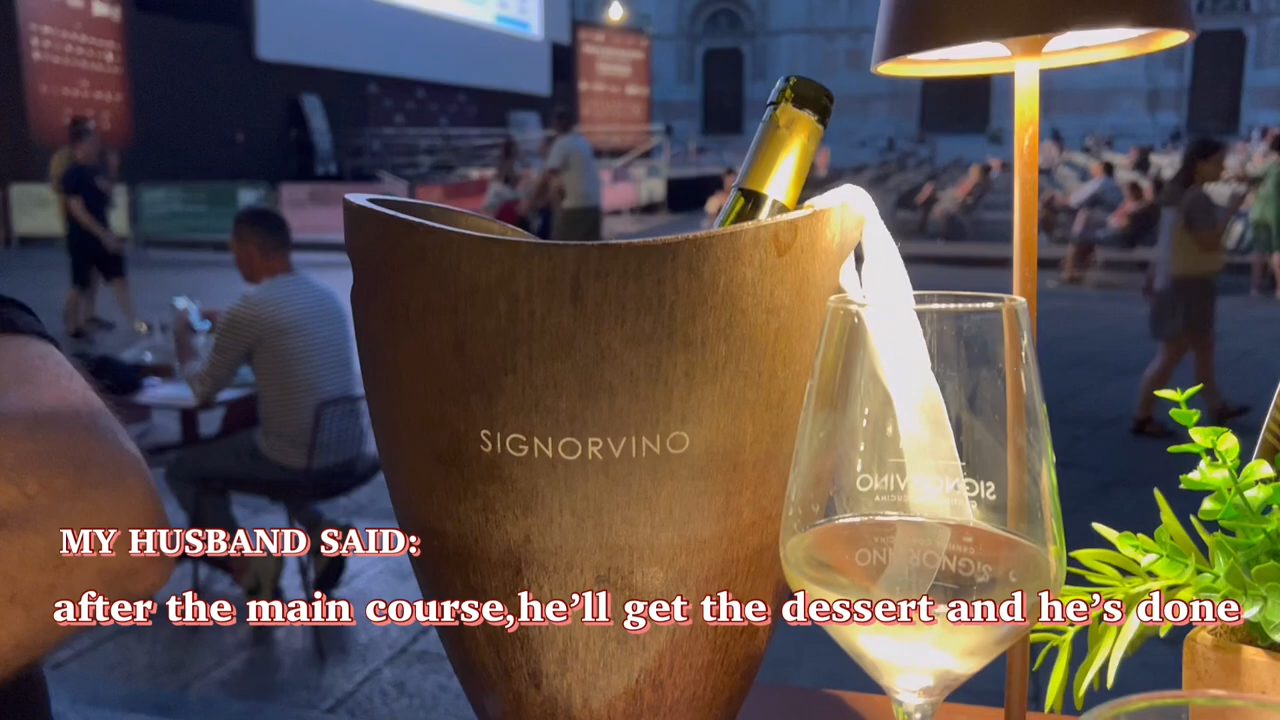 SIGNORVINO
SIGNORVINO
MY HUSBAND SAID:
after the main course,he’ll get the dessert and he’s done